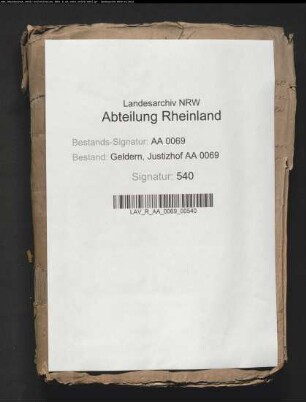 Landesarchiv NRW
Abteilung Rheinland
Bestands-Signatur: AA 0069
Bestand: Geldern, Justizhof AA 0069
Signatur: 540
LAV_R_AA_0069_00540